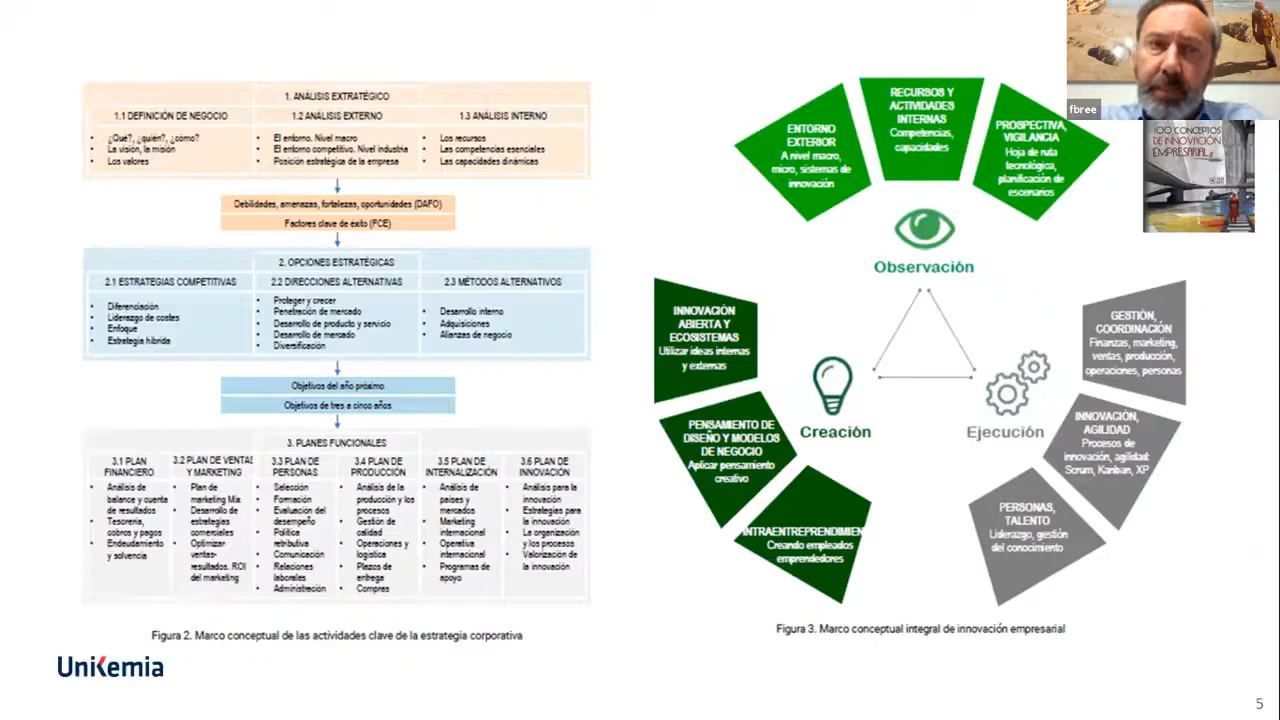 1. ANÁLISIS EXTRATÉGICO
1.1 DEFINICIÓN DE NEGOCIO
• ¿Qué?, ¿quién?, ¿cómo?
• La visión, la misión
• Los valores
1.2 ANÁLISIS EXTERNO
• El entorno. Nivel macro
• El entorno competitivo. Nivel industria
• Posición estratégica de la empresa
1.3 ANÁLISIS INTERNO
• Los recursos
• Las competencias esenciales
• Las capacidades dinámicas
Debilidades, amenazas, fortalezas, oportunidades (DAFO)
Factores clave de éxito (FCE)
2. OPCIONES ESTRATÉGICAS
2.1 ESTRATEGIAS COMPETITIVAS
• Diferenciación
• Liderazgo de costes
• Enfoque
• Estrategia híbrida
2.2 DIRECCIONES ALTERNATIVAS
• Proteger y crecer
• Penetración de mercado
• Desarrollo de producto y servicio
• Desarrollo de mercado
• Diversificación
2.3 MÉTODOS ALTERNATIVOS
• Desarrollo interno
• Adquisiciones
• Alianzas de negocio
Objetivos del año próximo
Objetivos de tres a cinco años
3. PLANES FUNCIONALES
3.1 PLAN
FINANCIERO
• Análisis de
balance y cuenta
de resultados
• Tesorería,
cobros y pagos
• Endeudamiento
y solvencia
3.2 PLAN DE VENTAS
Y MARKETING
• Plan de
marketing Mix
• Desarrollo de
estrategias
comerciales
• Optimizar
ventas-
resultados. ROI
del marketing
3.3 PLAN DE
PERSONAS
• Selección
• Formación
• Evaluación del
desempeño
• Política
retributiva
• Comunicación
• Relaciones
laborales
• Administración
3.4 PLAN DE
PRODUCCIÓN
• Análisis de la
producción y los
procesos
• Gestión de
calidad
• Operaciones y
logística
• Plazos de
entrega
• Compras
3.5 PLAN DE
INTERNALIZACIÓN
• Análisis de
países y
mercados
• Marketing
internacional
• Operativa
internacional
• Programas de
apoyo
3.6 PLAN DE
INNOVACIÓN
• Análisis para la
innovación
• Estrategias para
la innovación
• La organización
y los procesos
• Valorización de
la innovación
Figura 2. Marco conceptual de las actividades clave de la estrategia corporativa
ENTORNO
EXTERIOR
A nivel macro,
micro, sistemas de
innovación
RECURSOS Y
ACTIVIDADES
INTERNAS
Competencias,
capacidades
PROSPECTIVA,
VIGILANCIA
Hoja de ruta
tecnológica,
planificación de
escenarios
Observación
INNOVACIÓN
ABIERTA Y
ECOSISTEMAS
Utilizar ideas internas
y externas
PENSAMIENTO DE
DISEÑO Y MODELOS
DE NEGOCIO
Aplicar pensamiento
creativo
INTRAENTREPRENDIMIEN
Creando empleados
emprendedores
Creación
Ejecución
GESTIÓN,
COORDINACIÓN
Finanzas, marketing,
ventas, producción,
operaciones, personas
INNOVACIÓN,
AGILIDAD
Procesos de
innovación, agilidad:
Scrum, Kanban, XP
PERSONAS,
TALENTO
Liderazgo, gestión
del conocimiento
Figura 3. Marco conceptual integral de innovación empresarial
fbree
100 CONCEPTOS
DE INNOVACIÓN
EMPRESARIAL
UniKemia
5